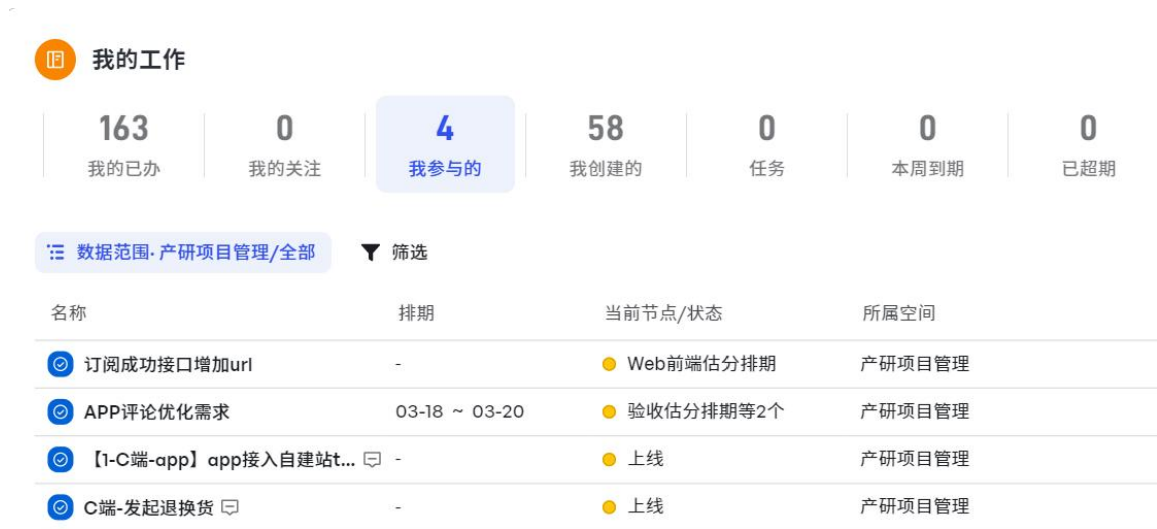 我的工作
163 0 4 58 0 0 0
我的已办 我的关注 我参与的 我创建的 任务 本周到期 已超期
数据范围·产研项目管理/全部 筛选
名称 排期 当前节点/状态 所属空间
订阅成功接口增加url - Web前端估分排期 产研项目管理
APP评论优化需求 03-18 ~ 03-20 验收估分排期等2个 产研项目管理
【1-C端-app】app接入自建站t... - 上线 产研项目管理
C端-发起退换货 - 上线 产研项目管理